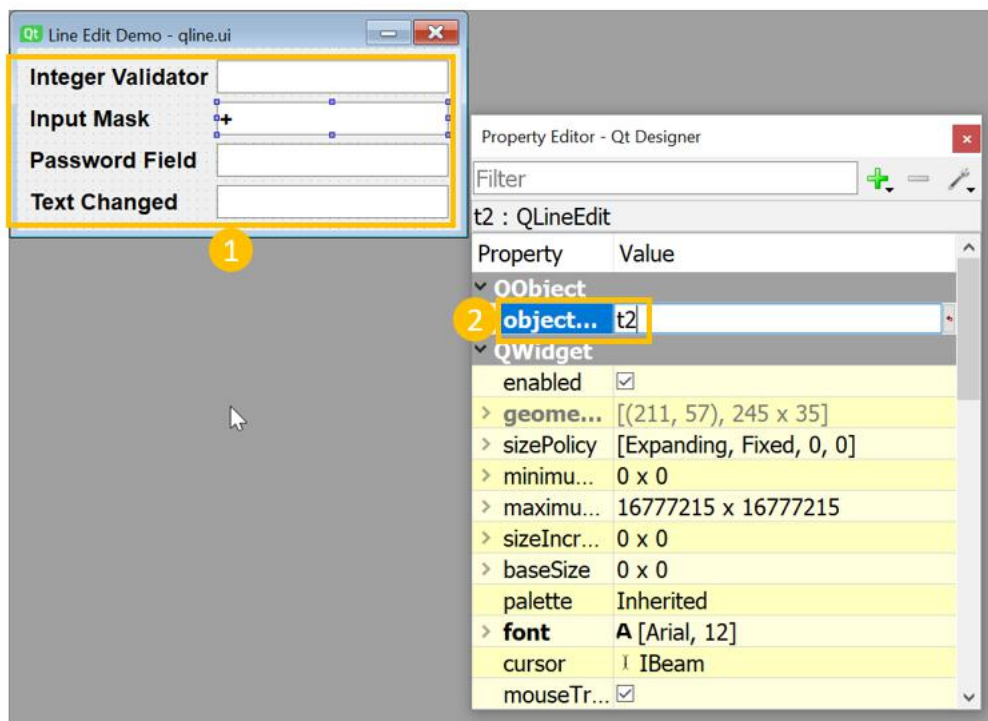 Qt Line Edit Demo - qline.ui
Integer Validator
Input Mask +
Password Field
Text Changed
1
Property Editor - Qt Designer
Filter
t2 : QLineEdit
Property Value
QObject
2 object... t2
QWidget
enabled
geome... [(211, 57), 245 x 35]
sizePolicy [Expanding, Fixed, 0, 0]
minimu... 0 x 0
maximu... 16777215 x 16777215
sizeIncr... 0 x 0
baseSize 0 x 0
palette Inherited
font A [Arial, 12]
cursor IBeam
mouseTr...